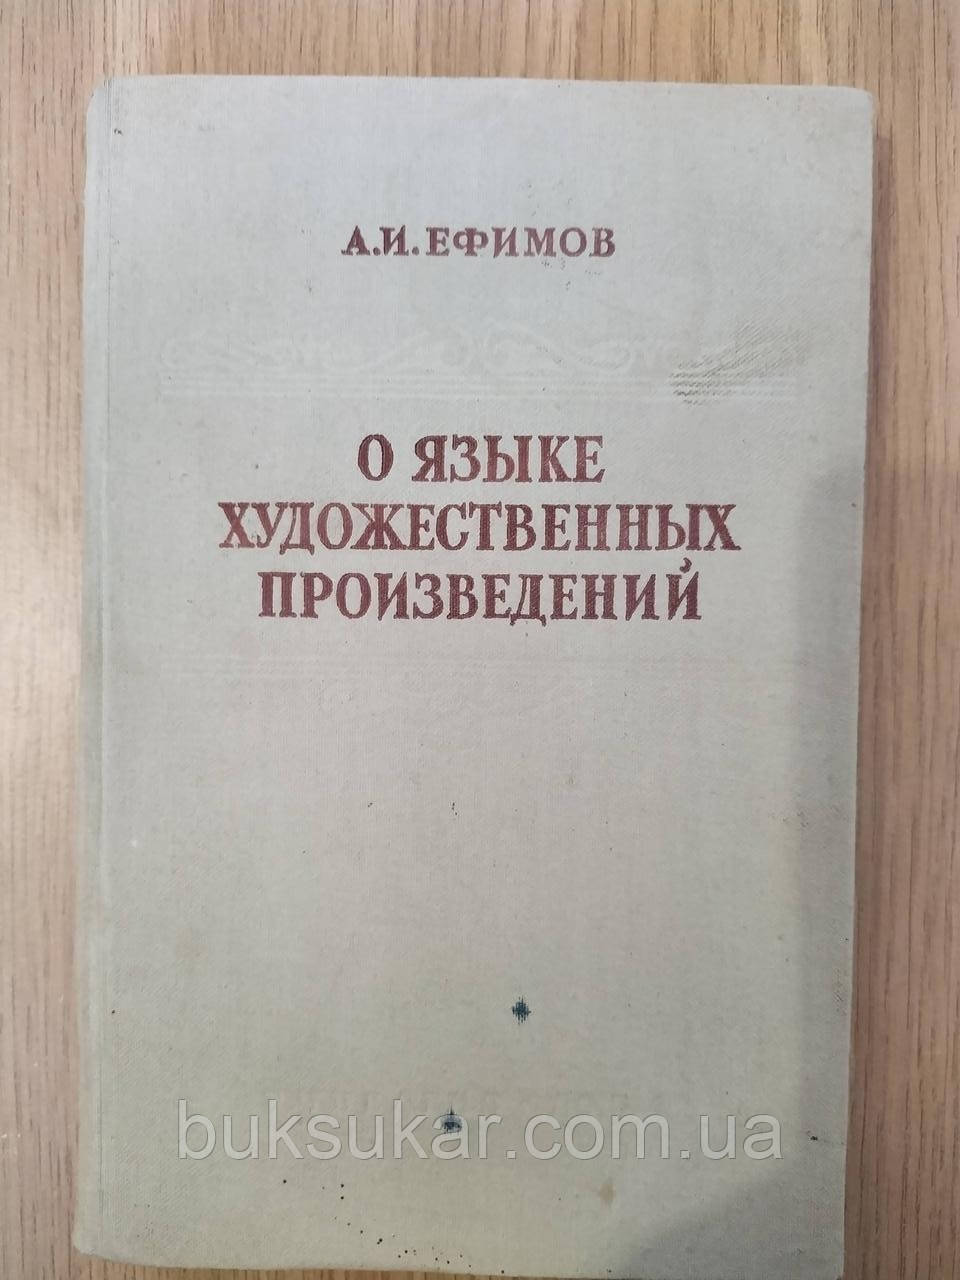 А.И.ЕФИМОВ
О ЯЗЫКЕ
ХУДОЖЕСТВЕННЫХ
ПРОИЗВЕДЕНИЙ
buksukar.com.ua